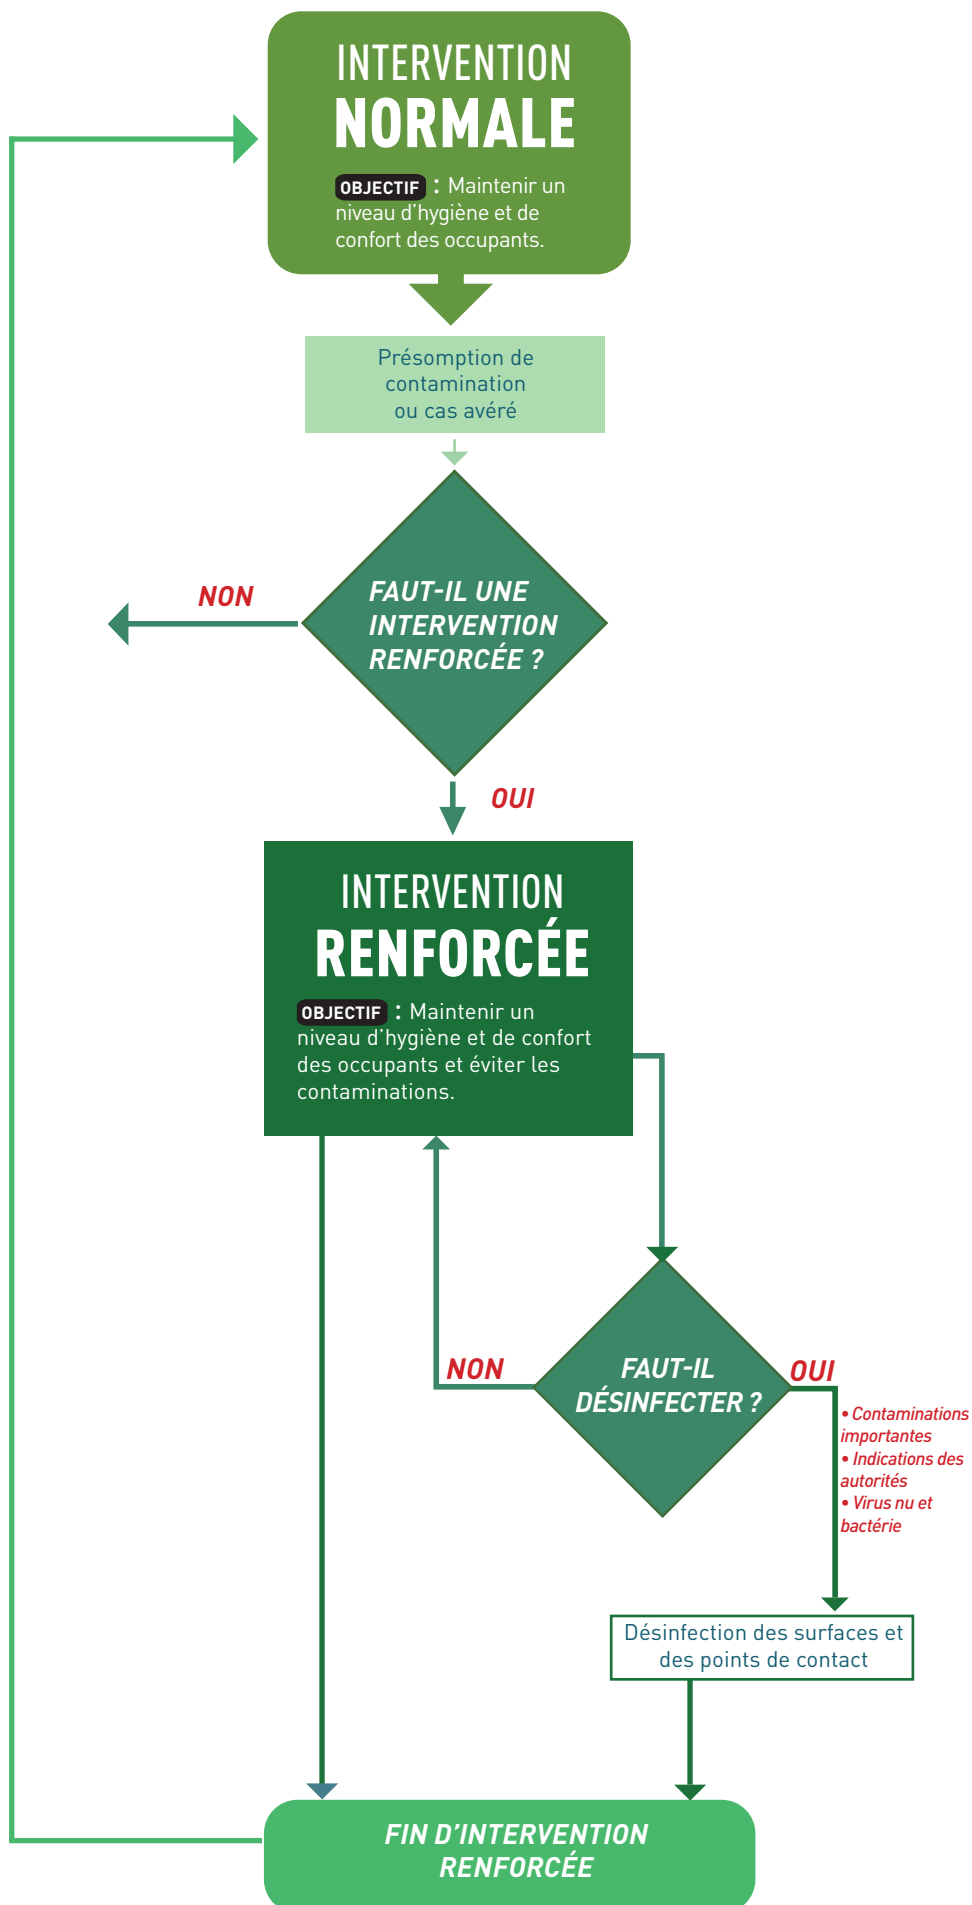 INTERVENTION
NORMALE
OBJECTIF : Maintenir un
niveau d’hygiène et de
confort des occupants.
Présomption de
contamination
ou cas avéré
FAUT-IL UNE
INTERVENTION
RENFORCÉE ?
NON
OUI
INTERVENTION
RENFORCÉE
OBJECTIF : Maintenir un
niveau d’hygiène et de confort
des occupants et éviter les
contaminations.
FAUT-IL
DÉSINFECTER ?
NON
OUI
• Contaminations
importantes
• Indications des
autorités
• Virus nu et
bactérie
Désinfection des surfaces et
des points de contact
FIN D’INTERVENTION
RENFORCÉE